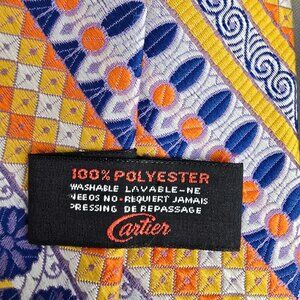 100% POLYESTER
WASHABLE LAVABLE-NE
NEEDS NO • REQUIERT JAMAIS
PRESSING DE REPASSAGE
Cartier